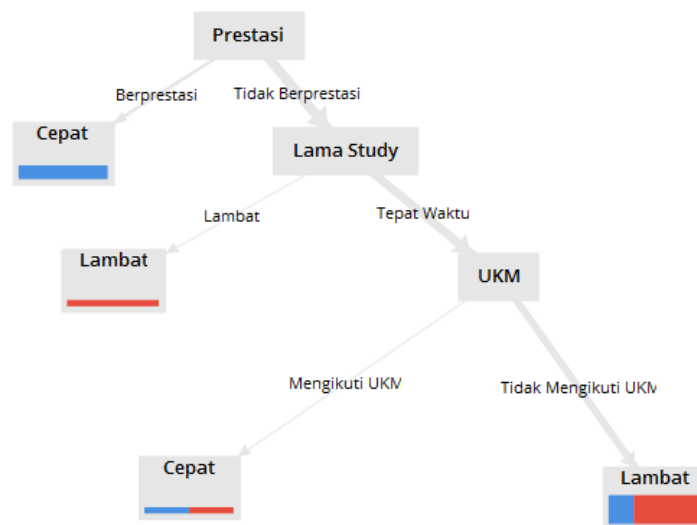 Prestasi
Berprestasi
Tidak Berprestasi
Cepat
Lama Study
Lambat
Tepat Waktu
Lambat
UKM
Mengikuti UKM
Tidak Mengikuti UKM
Cepat
Lambat